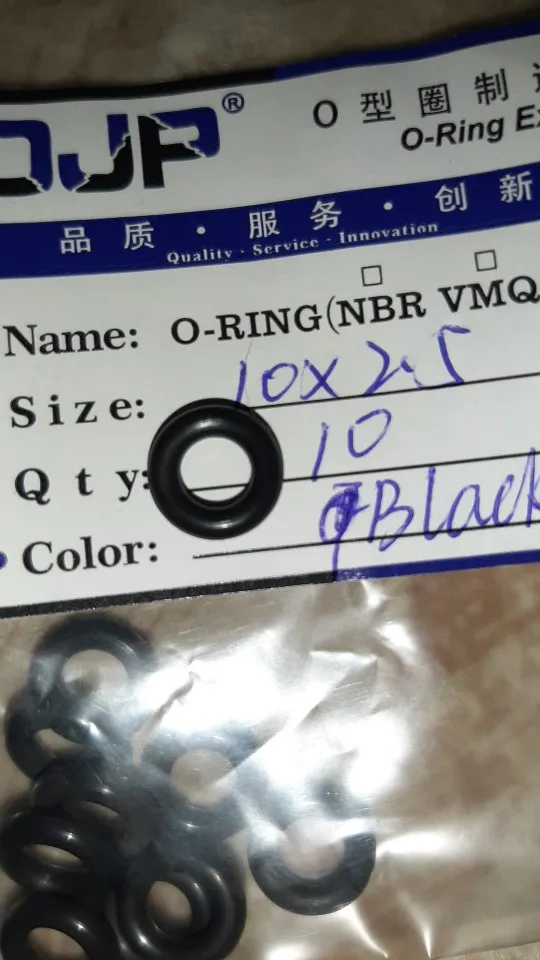 OJP®
O 型 圈 制
O-Ring
品 质 · 服 务 · 创 新
Quality · Service · Innovation
□ □
Name: O-RING(NBR VMQ
Size: 10x2.5
Qty: 10
Color: Black